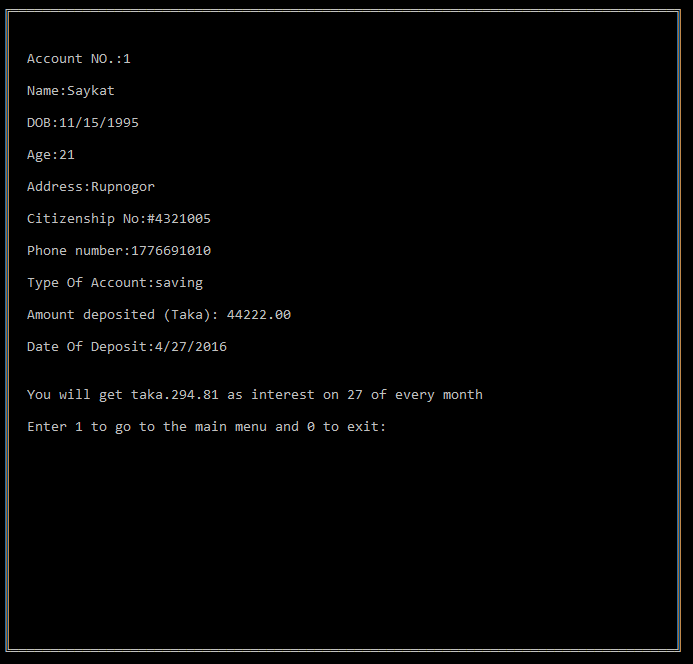 Account NO.:1
Name:Saykat
DOB:11/15/1995
Age:21
Address:Rupnogor
Citizenship No:#4321005
Phone number:1776691010
Type Of Account:saving
Amount deposited (Taka): 44222.00
Date Of Deposit:4/27/2016
You will get taka.294.81 as interest on 27 of every month
Enter 1 to go to the main menu and 0 to exit: